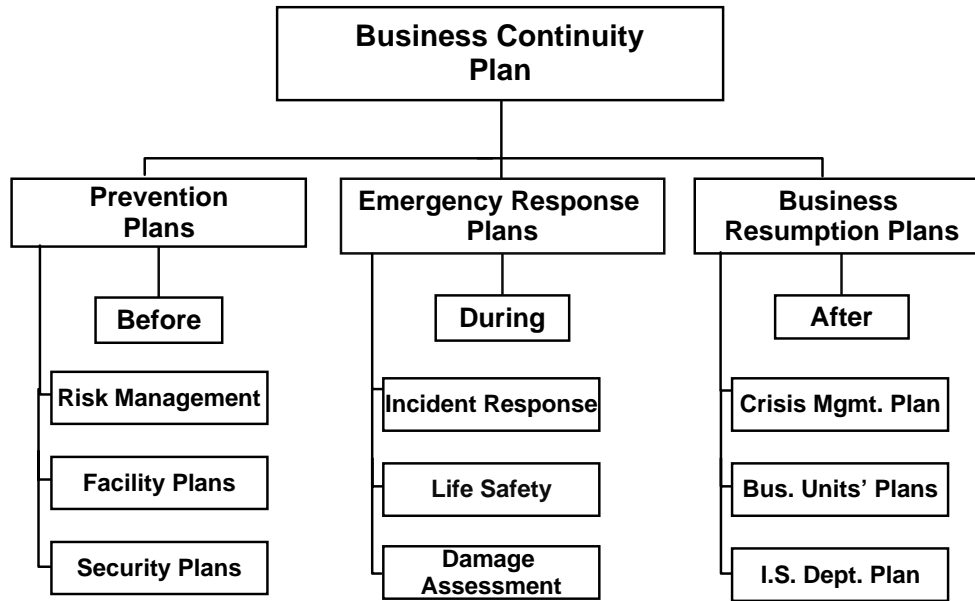 Business Continuity
Plan
Prevention
Plans
Emergency Response
Plans
Business
Resumption Plans
Before
During
After
Risk Management
Incident Response
Crisis Mgmt. Plan
Facility Plans
Life Safety
Bus. Units’ Plans
Security Plans
Damage
Assessment
I.S. Dept. Plan